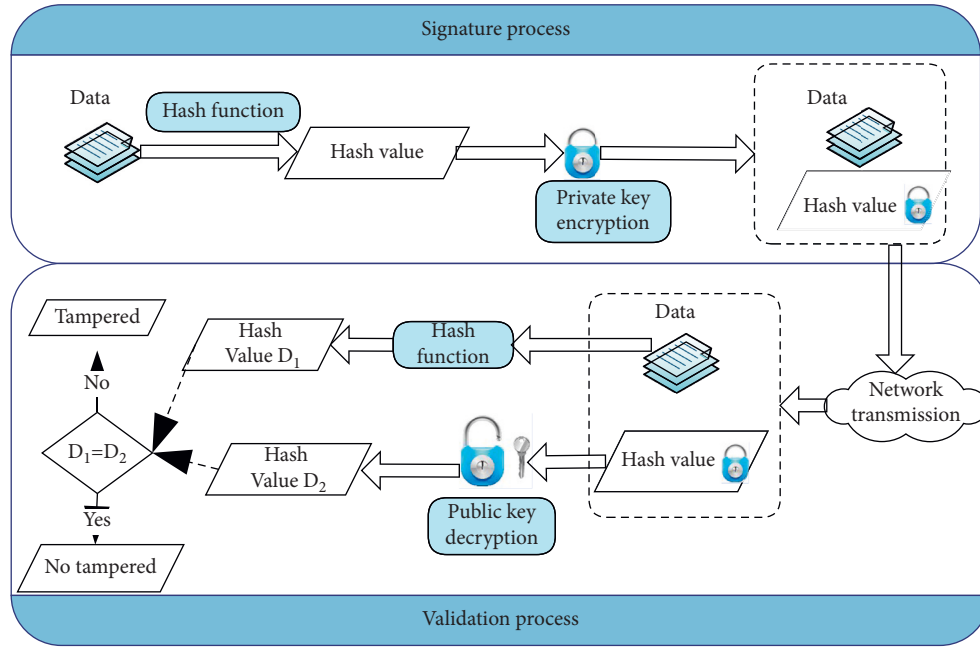 Signature process
Data
Hash function
Hash value
Private key
encryption
Data
Hash value
Tampered
Hash
Value D₁
Hash
function
Data
Network
transmission
No
D₁=D₂
Hash
Value D₂
Hash value
Public key
decryption
Yes
No tampered
Validation process